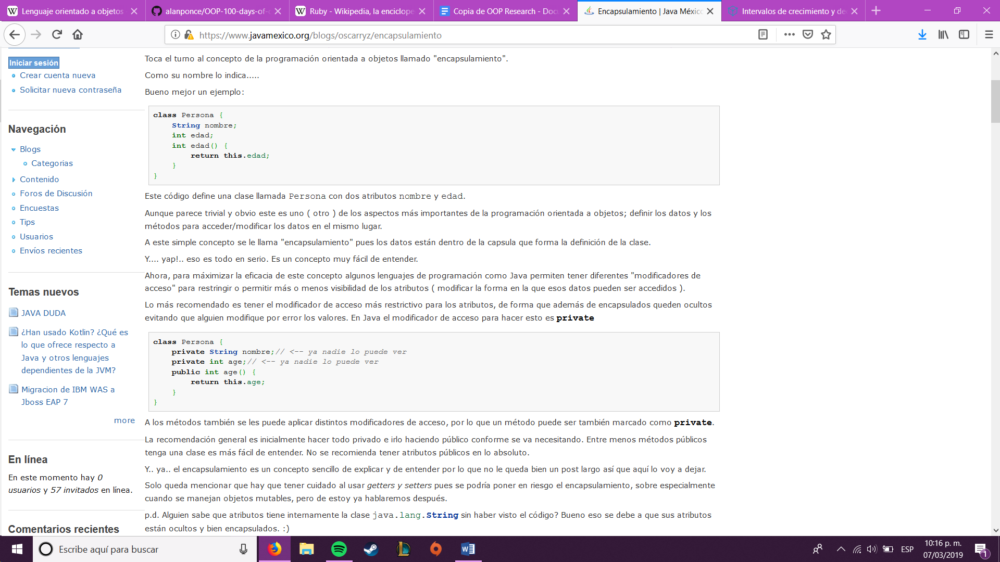 Lenguaje orientado a objetos
alanponce/OOP-100-days-of-
Ruby - Wikipedia, la enciclope
Copia de OOP Research - Docu
Encapsulamiento | Java México
Intervalos de crecimiento y de
https://www.javamexico.org/blogs/oscarryz/encapsulamiento
Iniciar sesión
Crear cuenta nueva
Solicitar nueva contraseña
Navegación
Blogs
Categorias
Contenido
Foros de Discusión
Encuestas
Tips
Usuarios
Envíos recientes
Temas nuevos
JAVA DUDA
¿Han usado Kotlin? ¿Qué es
lo que ofrece respecto a
Java y otros lenguajes
dependientes de la JVM?
Migracion de IBM WAS a
Jboss EAP 7
more
En línea
En este momento hay 0
usuarios y 57 invitados en línea.
Comentarios recientes
Toca el turno al concepto de la programación orientada a objetos llamado "encapsulamiento".
Como su nombre lo indica.....
Bueno mejor un ejemplo:
class Persona {
    String nombre;
    int edad;
    int edad() {
        return this.edad;
    }
}
Este código define una clase llamada Persona con dos atributos nombre y edad.
Aunque parece trivial y obvio este es uno ( otro ) de los aspectos más importantes de la programación orientada a objetos; definir los datos y los
métodos para acceder/modificar los datos en el mismo lugar.
A este simple concepto se le llama "encapsulamiento" pues los datos están dentro de la capsula que forma la definición de la clase.
Y.... yap!.. eso es todo en serio. Es un concepto muy fácil de entender.
Ahora, para máximizar la eficacia de este concepto algunos lenguajes de programación como Java permiten tener diferentes "modificadores de
acceso" para restringir o permitir más o menos visibilidad de los atributos ( modificar la forma en la que esos datos pueden ser accedidos ).
Lo más recomendado es tener el modificador de acceso más restrictivo para los atributos, de forma que además de encapsulados queden ocultos
evitando que alguien modifique por error los valores. En Java el modificador de acceso para hacer esto es private
class Persona {
    private String nombre;// <-- ya nadie lo puede ver
    private int age;// <-- ya nadie lo puede ver
    public int age() {
        return this.age;
    }
}
A los métodos también se les puede aplicar distintos modificadores de acceso, por lo que un método puede ser también marcado como private.
La recomendación general es inicialmente hacer todo privado e irlo haciendo público conforme se va necesitando. Entre menos métodos públicos
tenga una clase es más fácil de entender. No se recomienda tener atributos públicos en lo absoluto.
Y.. ya.. el encapsulamiento es un concepto sencillo de explicar y de entender por lo que no le queda bien un post largo así que aquí lo voy a dejar.
Solo queda mencionar que hay que tener cuidado al usar getters y setters pues se podría poner en riesgo el encapsulamiento, sobre especialmente
cuando se manejan objetos mutables, pero de estoy ya hablaremos después.
p.d. Alguien sabe que atributos tiene internamente la clase java.lang.String sin haber visto el código? Bueno eso se debe a que sus atributos
están ocultos y bien encapsulados. :)
Escribe aquí para buscar
ESP
10:16 p. m.
07/03/2019
1